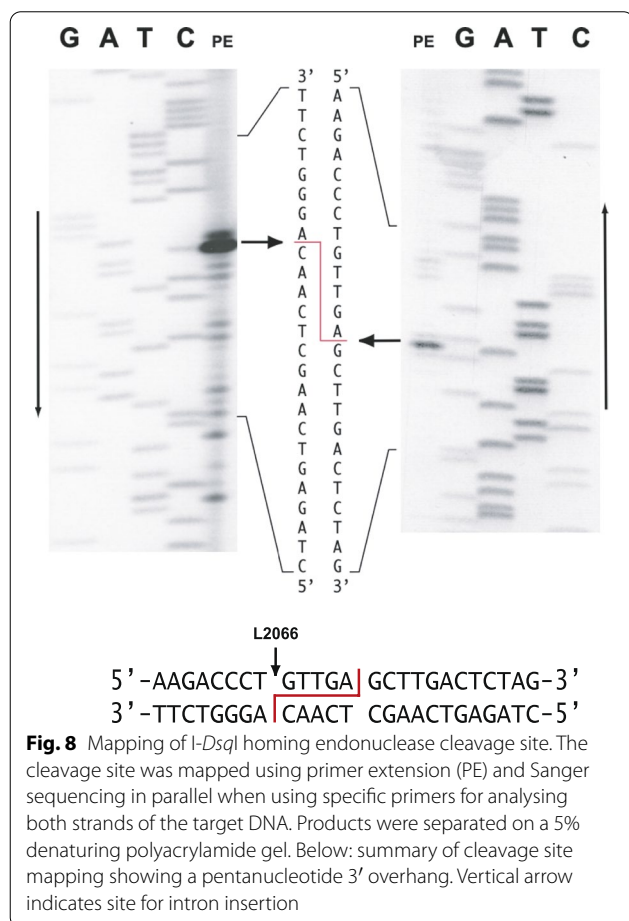 G A T C PE
PE G A T C
3’ 5’
T A
T A
C G
T A
G C
G C
G C
A T
C G
A T
A T
C G
T A
C G
G C
A T
A T
C G
T A
G C
A T
G C
A T
T A
C G
5’ 3’
L2066
5’-AAGACCCT GTTGA GCTTGACTCTAG-3’
3’-TTCTGGGA CAACT CGAACTGAGATC-5’
Fig. 8 Mapping of I-DsqI homing endonuclease cleavage site. The
cleavage site was mapped using primer extension (PE) and Sanger
sequencing in parallel when using specific primers for analysing
both strands of the target DNA. Products were separated on a 5%
denaturing polyacrylamide gel. Below: summary of cleavage site
mapping showing a pentanucleotide 3′ overhang. Vertical arrow
indicates site for intron insertion